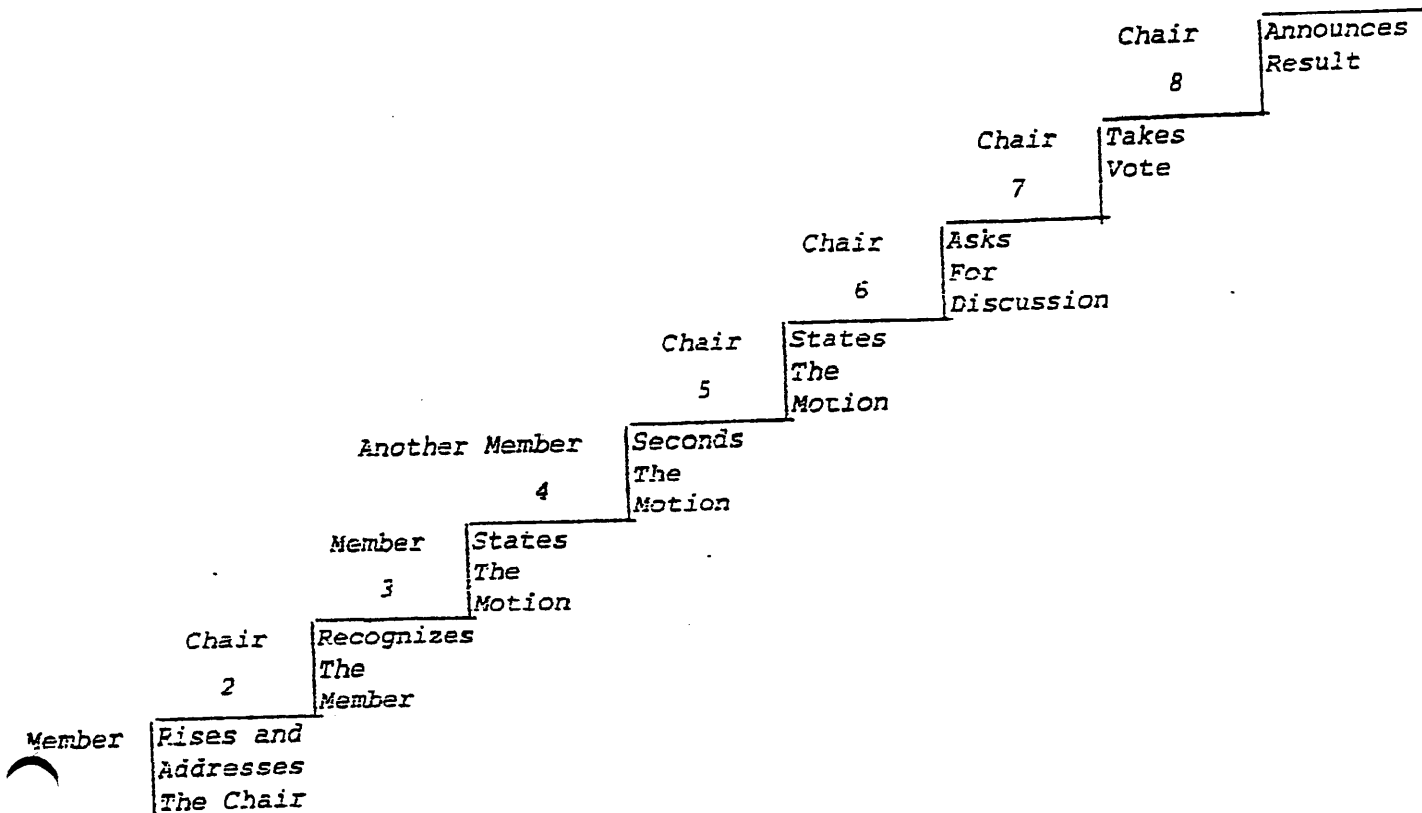 Chair
Announces
Result
8
Chair
Takes
Vote
7
Chair
Asks
For
Discussion
6
Chair
States
The
Motion
5
Another Member
Seconds
The
Motion
4
Member
States
The
Motion
3
Chair
Recognizes
The
Member
2
Member
Rises and
Addresses
The Chair